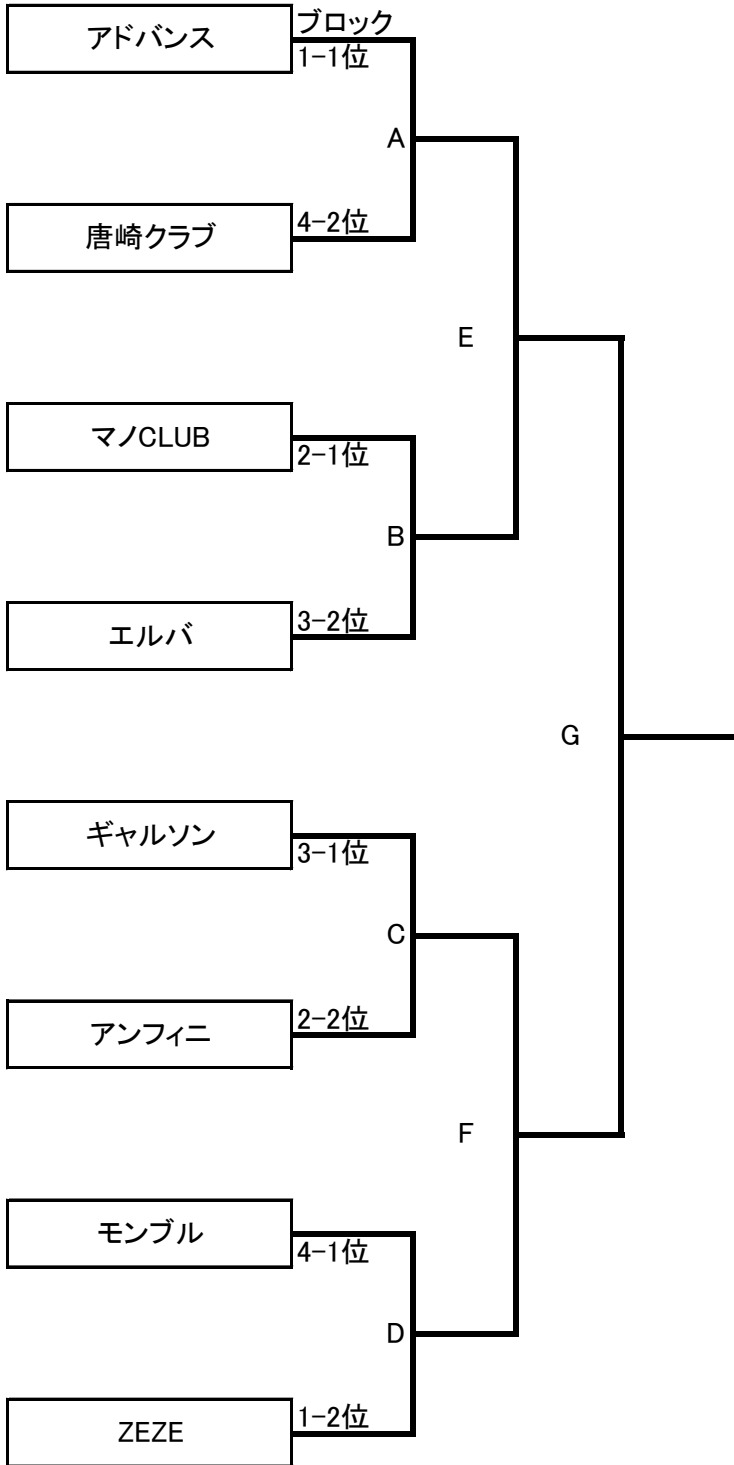 アドバンス
ブロック
1-1位
A
唐崎クラブ
4-2位
E
マノCLUB
2-1位
B
エルバ
3-2位
G
ギャルソン
3-1位
C
アンフィニ
2-2位
F
モンブル
4-1位
D
ZEZE
1-2位